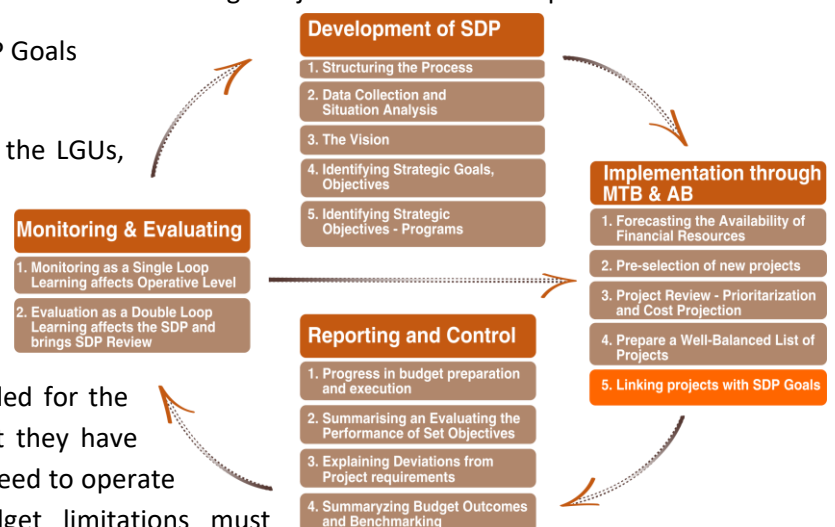 Development of SDP
1. Structuring the Process
2. Data Collection and
Situation Analysis
3. The Vision
4. Identifying Strategic Goals,
Objectives
5. Identifying Strategic
Objectives - Programs
Goals
the LGUs,
Implementation through
MTB & AB
1. Forecasting the Availability of
Financial Resources
2. Pre-selection of new projects
3. Project Review - Prioritarization
and Cost Projection
4. Prepare a Well-Balanced List of
Projects
5. Linking projects with SDP Goals
Monitoring & Evaluating
1. Monitoring as a Single Loop
Learning affects Operative Level
2. Evaluation as a Double Loop
Learning affects the SDP and
brings SDP Review
Reporting and Control
1. Progress in budget preparation
and execution
2. Summarising an Evaluating the
Performance of Set Objectives
3. Explaining Deviations from
Project requirements
4. Summaryzing Budget Outcomes
and Benchmarking
for the
they have
need to operate
limitations must